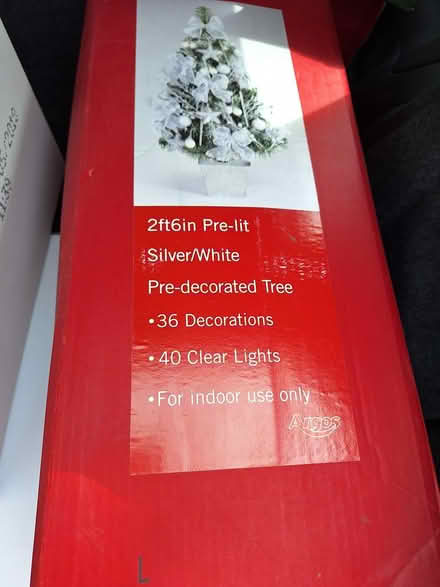 2ft6in Pre-lit
Silver/White
Pre-decorated Tree
•36 Decorations
•40 Clear Lights
•For indoor use only
Argos
L